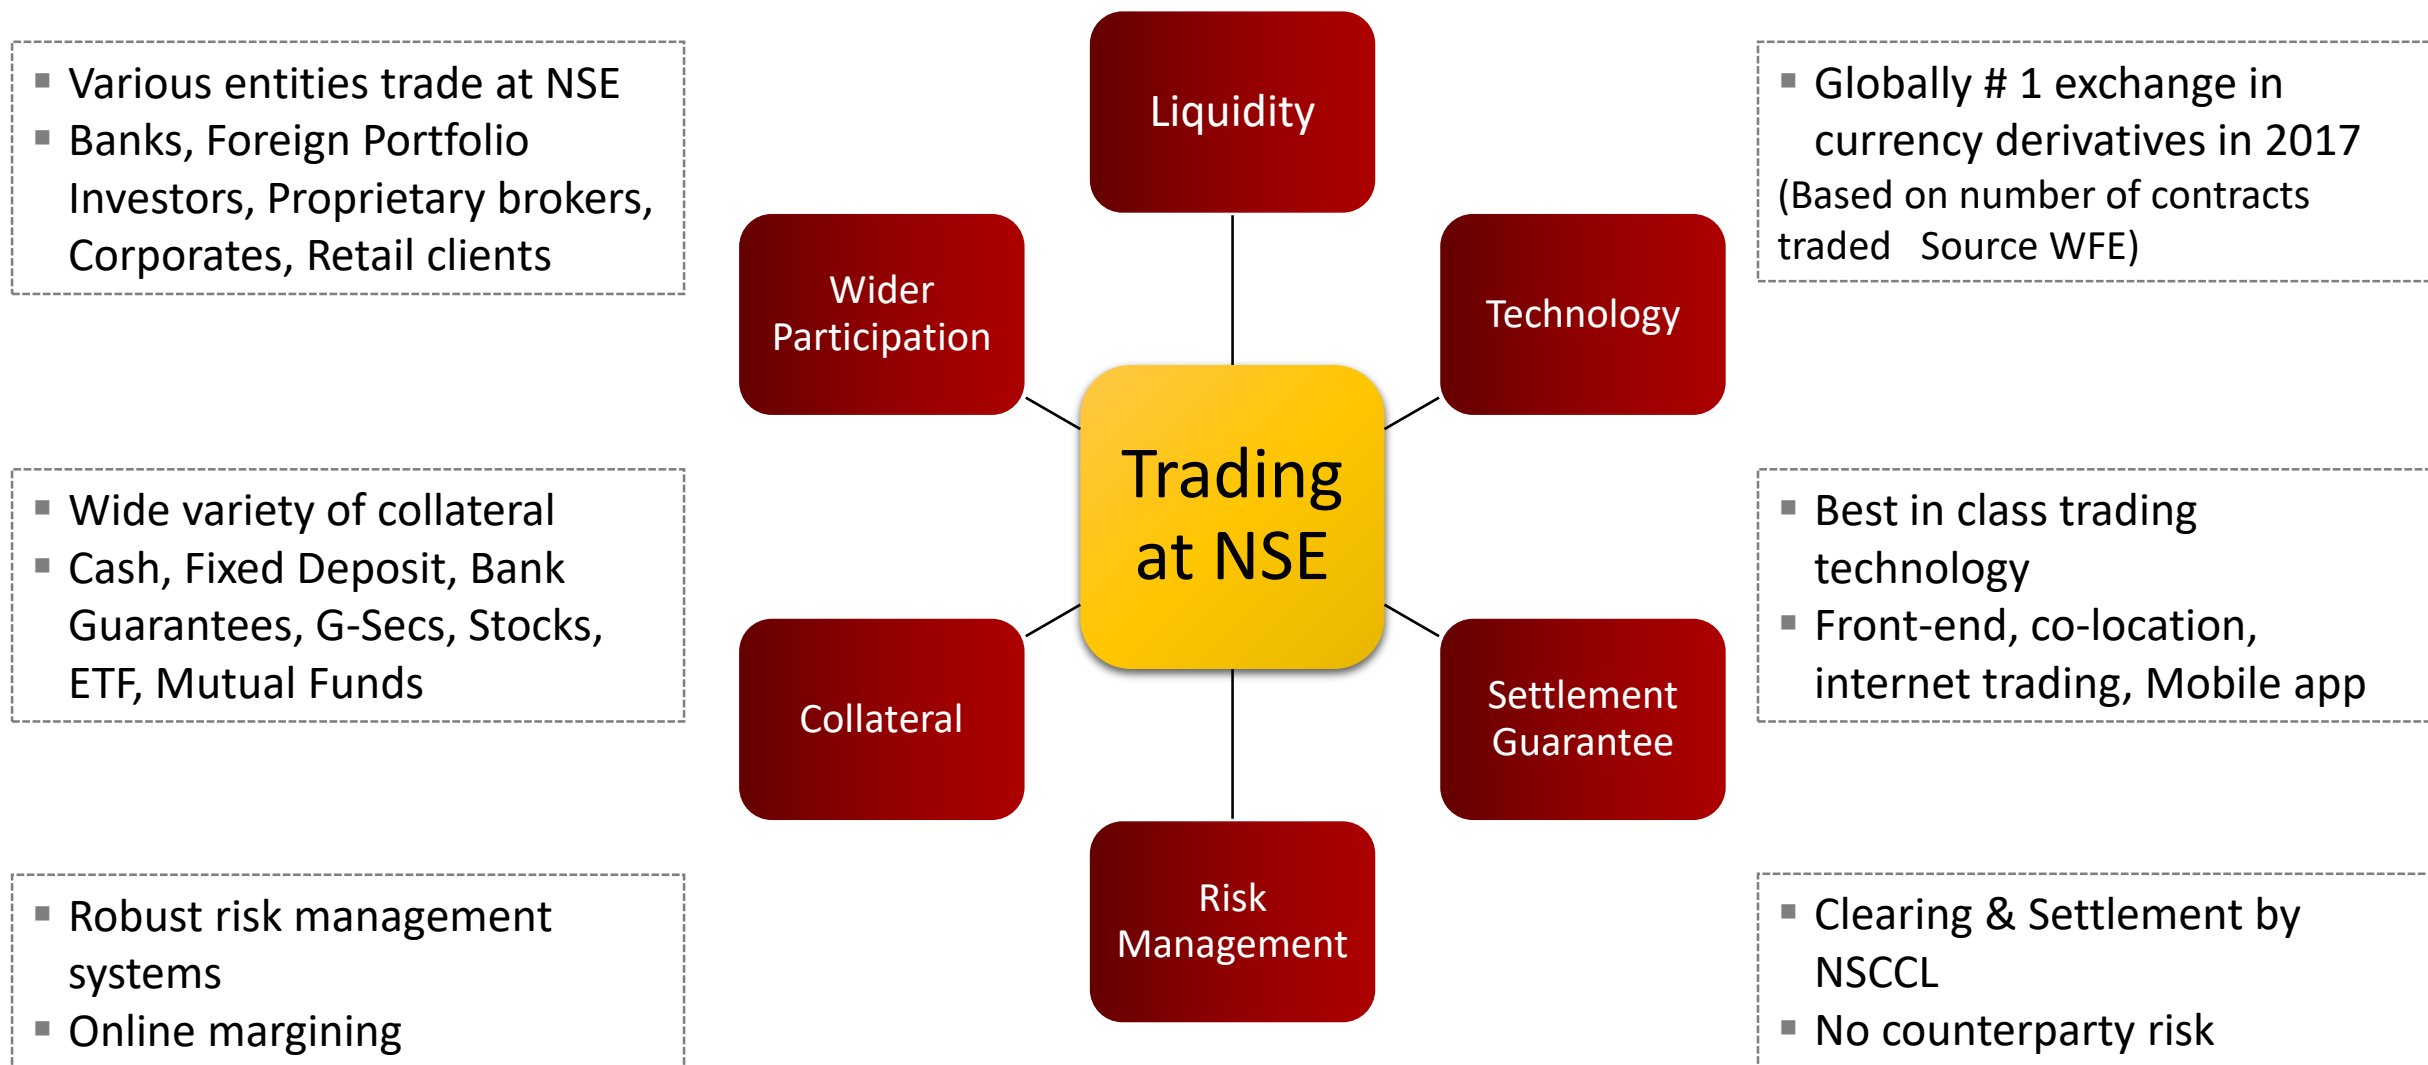 Various entities trade at NSE
Banks, Foreign Portfolio
Investors, Proprietary brokers,
Corporates, Retail clients
Wide variety of collateral
Cash, Fixed Deposit, Bank
Guarantees, G-Secs, Stocks,
ETF, Mutual Funds
Robust risk management
systems
Online margining
Liquidity
Wider
Participation
Technology
Trading
at NSE
Collateral
Settlement
Guarantee
Risk
Management
Globally # 1 exchange in
currency derivatives in 2017
(Based on number of contracts
traded   Source WFE)
Best in class trading
technology
Front-end, co-location,
internet trading, Mobile app
Clearing & Settlement by
NSCCL
No counterparty risk